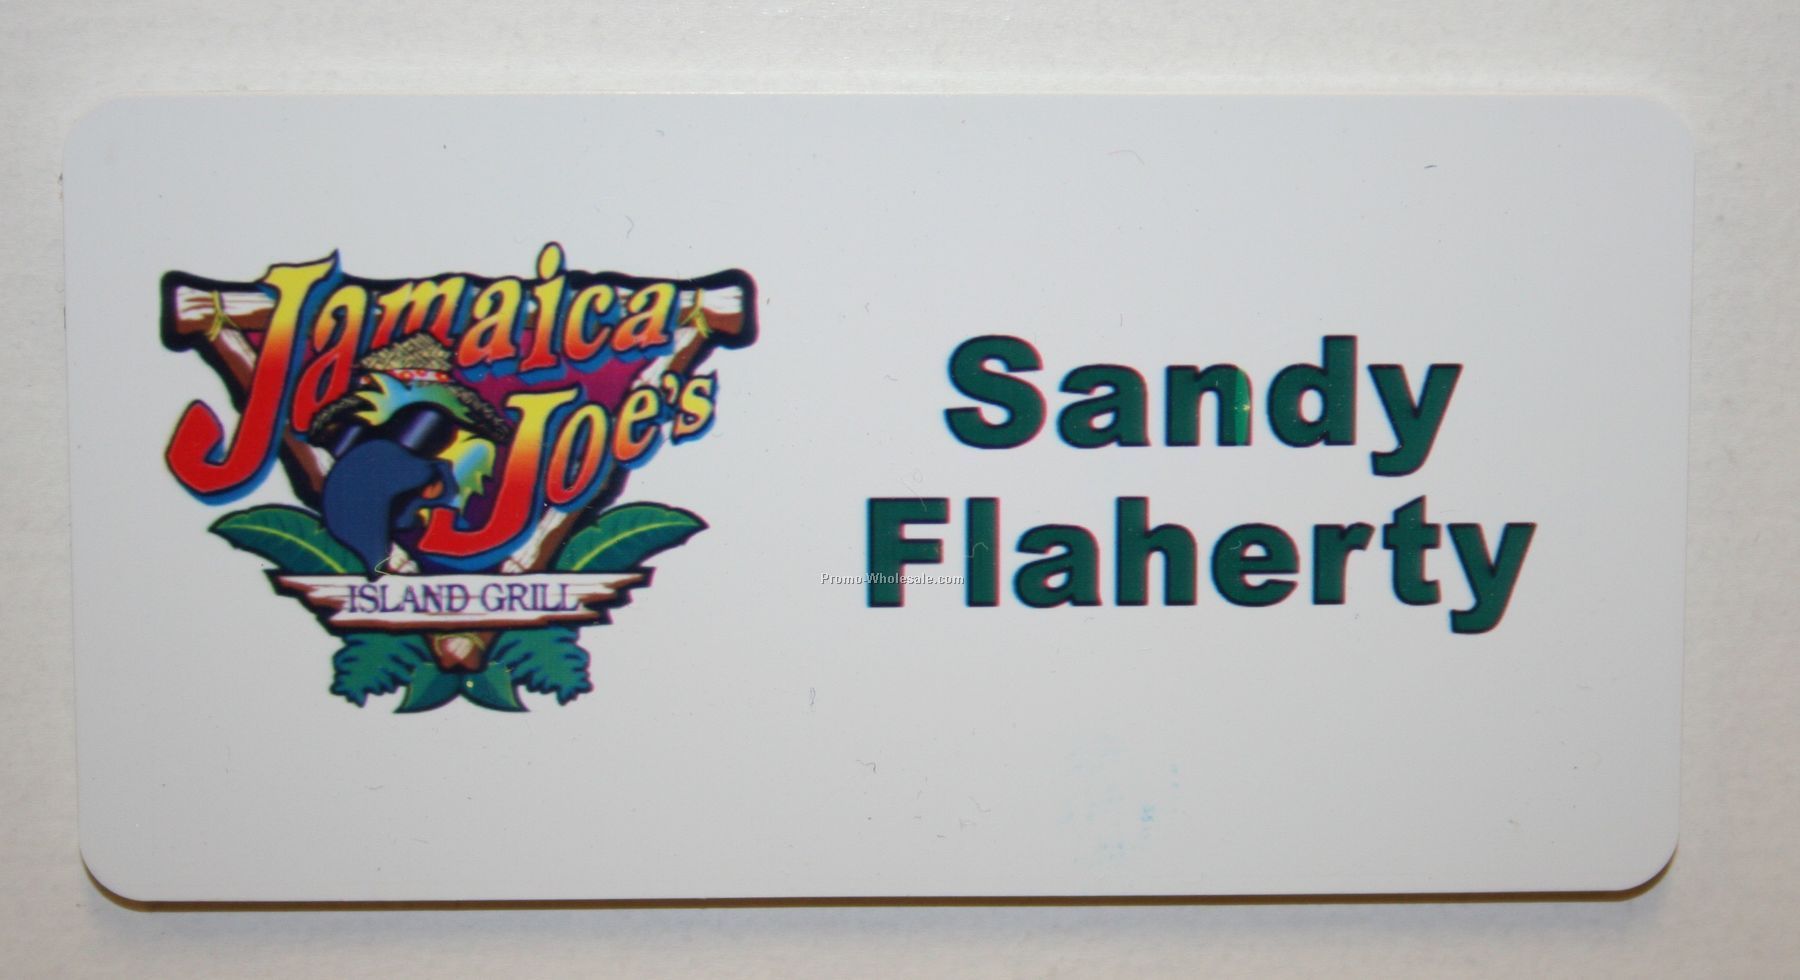 Jamaica
Joe's
ISLAND GRILL
Sandy
Flaherty
Promo-Wholesale.com